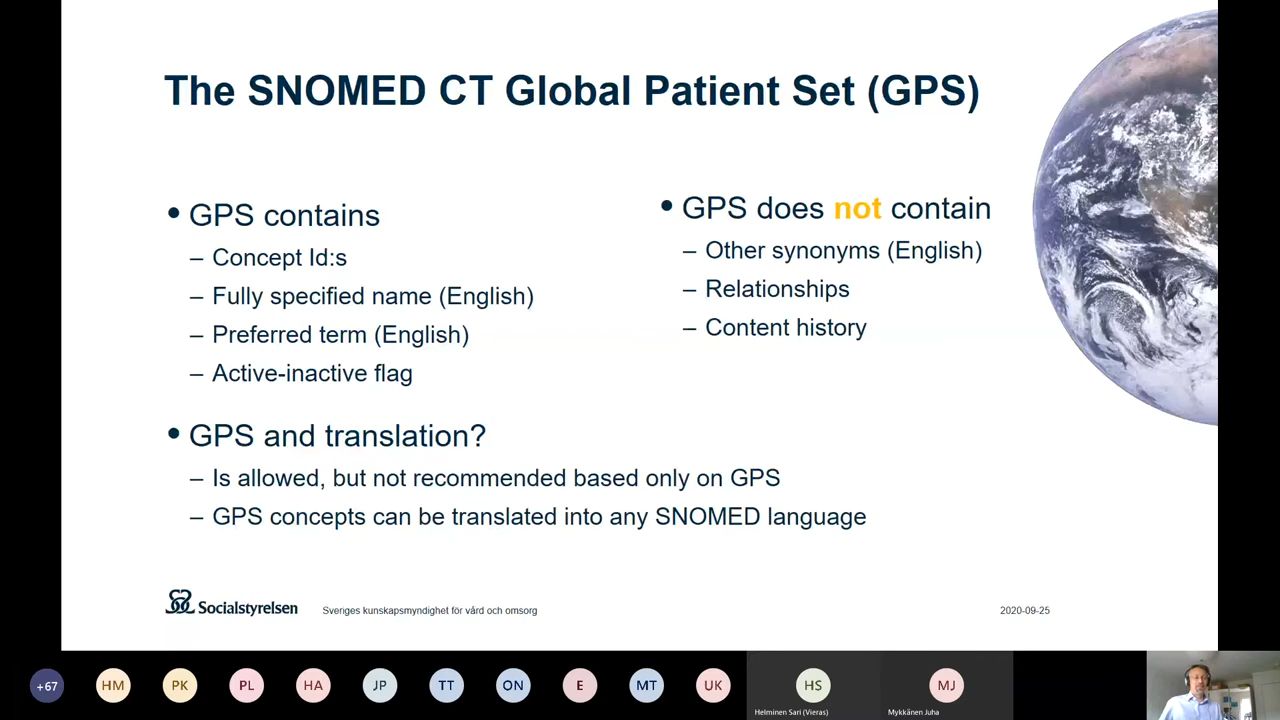 The SNOMED CT Global Patient Set (GPS)
• GPS contains
– Concept Id:s
– Fully specified name (English)
– Preferred term (English)
– Active-inactive flag
• GPS does not contain
– Other synonyms (English)
– Relationships
– Content history
• GPS and translation?
– Is allowed, but not recommended based only on GPS
– GPS concepts can be translated into any SNOMED language
Socialstyrelsen
Sveriges kunskapsmyndighet för vård och omsorg
2020-09-25
+67
HM
PK
PL
HA
JP
TT
ON
E
MT
UK
HS
MJ
Helminen Sari (Vieras)
Mykkänen Juha